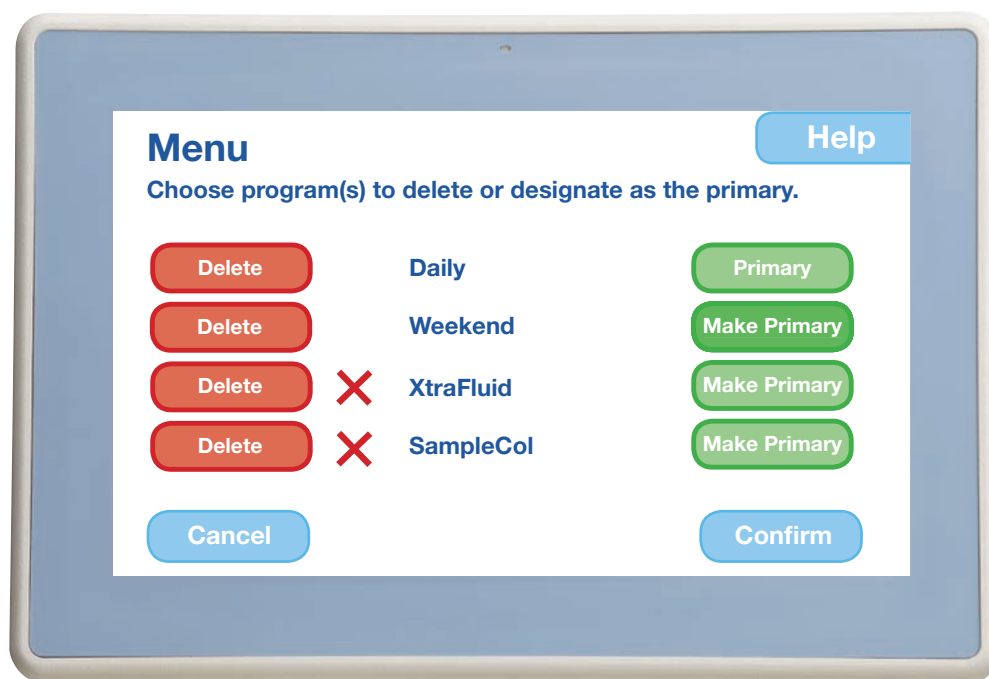 Menu
Help
Choose program(s) to delete or designate as the primary.
Delete Daily Primary
Delete Weekend Make Primary
Delete XtraFluid Make Primary
Delete SampleCol Make Primary
Cancel Confirm